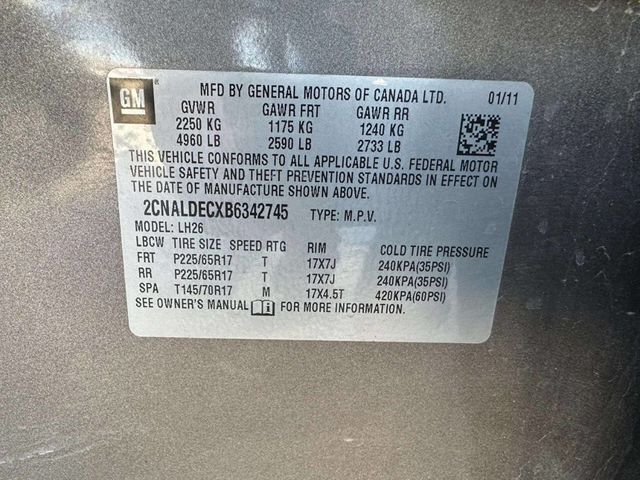 GM
MFD BY GENERAL MOTORS OF CANADA LTD. 01/11
GVWR GAWR FRT GAWR RR
2250 KG 1175 KG 1240 KG
4960 LB 2590 LB 2733 LB
THIS VEHICLE CONFORMS TO ALL APPLICABLE U.S. FEDERAL MOTOR
VEHICLE SAFETY AND THEFT PREVENTION STANDARDS IN EFFECT ON
THE DATE OF MANUFACTURE SHOWN ABOVE.
2CNALDECXB6342745 TYPE: M.P.V.
MODEL: LH26
LBCW TIRE SIZE SPEED RTG RIM COLD TIRE PRESSURE
FRT P225/65R17 T 17X7J 240KPA(35PSI)
RR P225/65R17 T 17X7J 240KPA(35PSI)
SPA T145/70R17 M 17X4.5T 420KPA(60PSI)
SEE OWNER'S MANUAL FOR MORE INFORMATION.